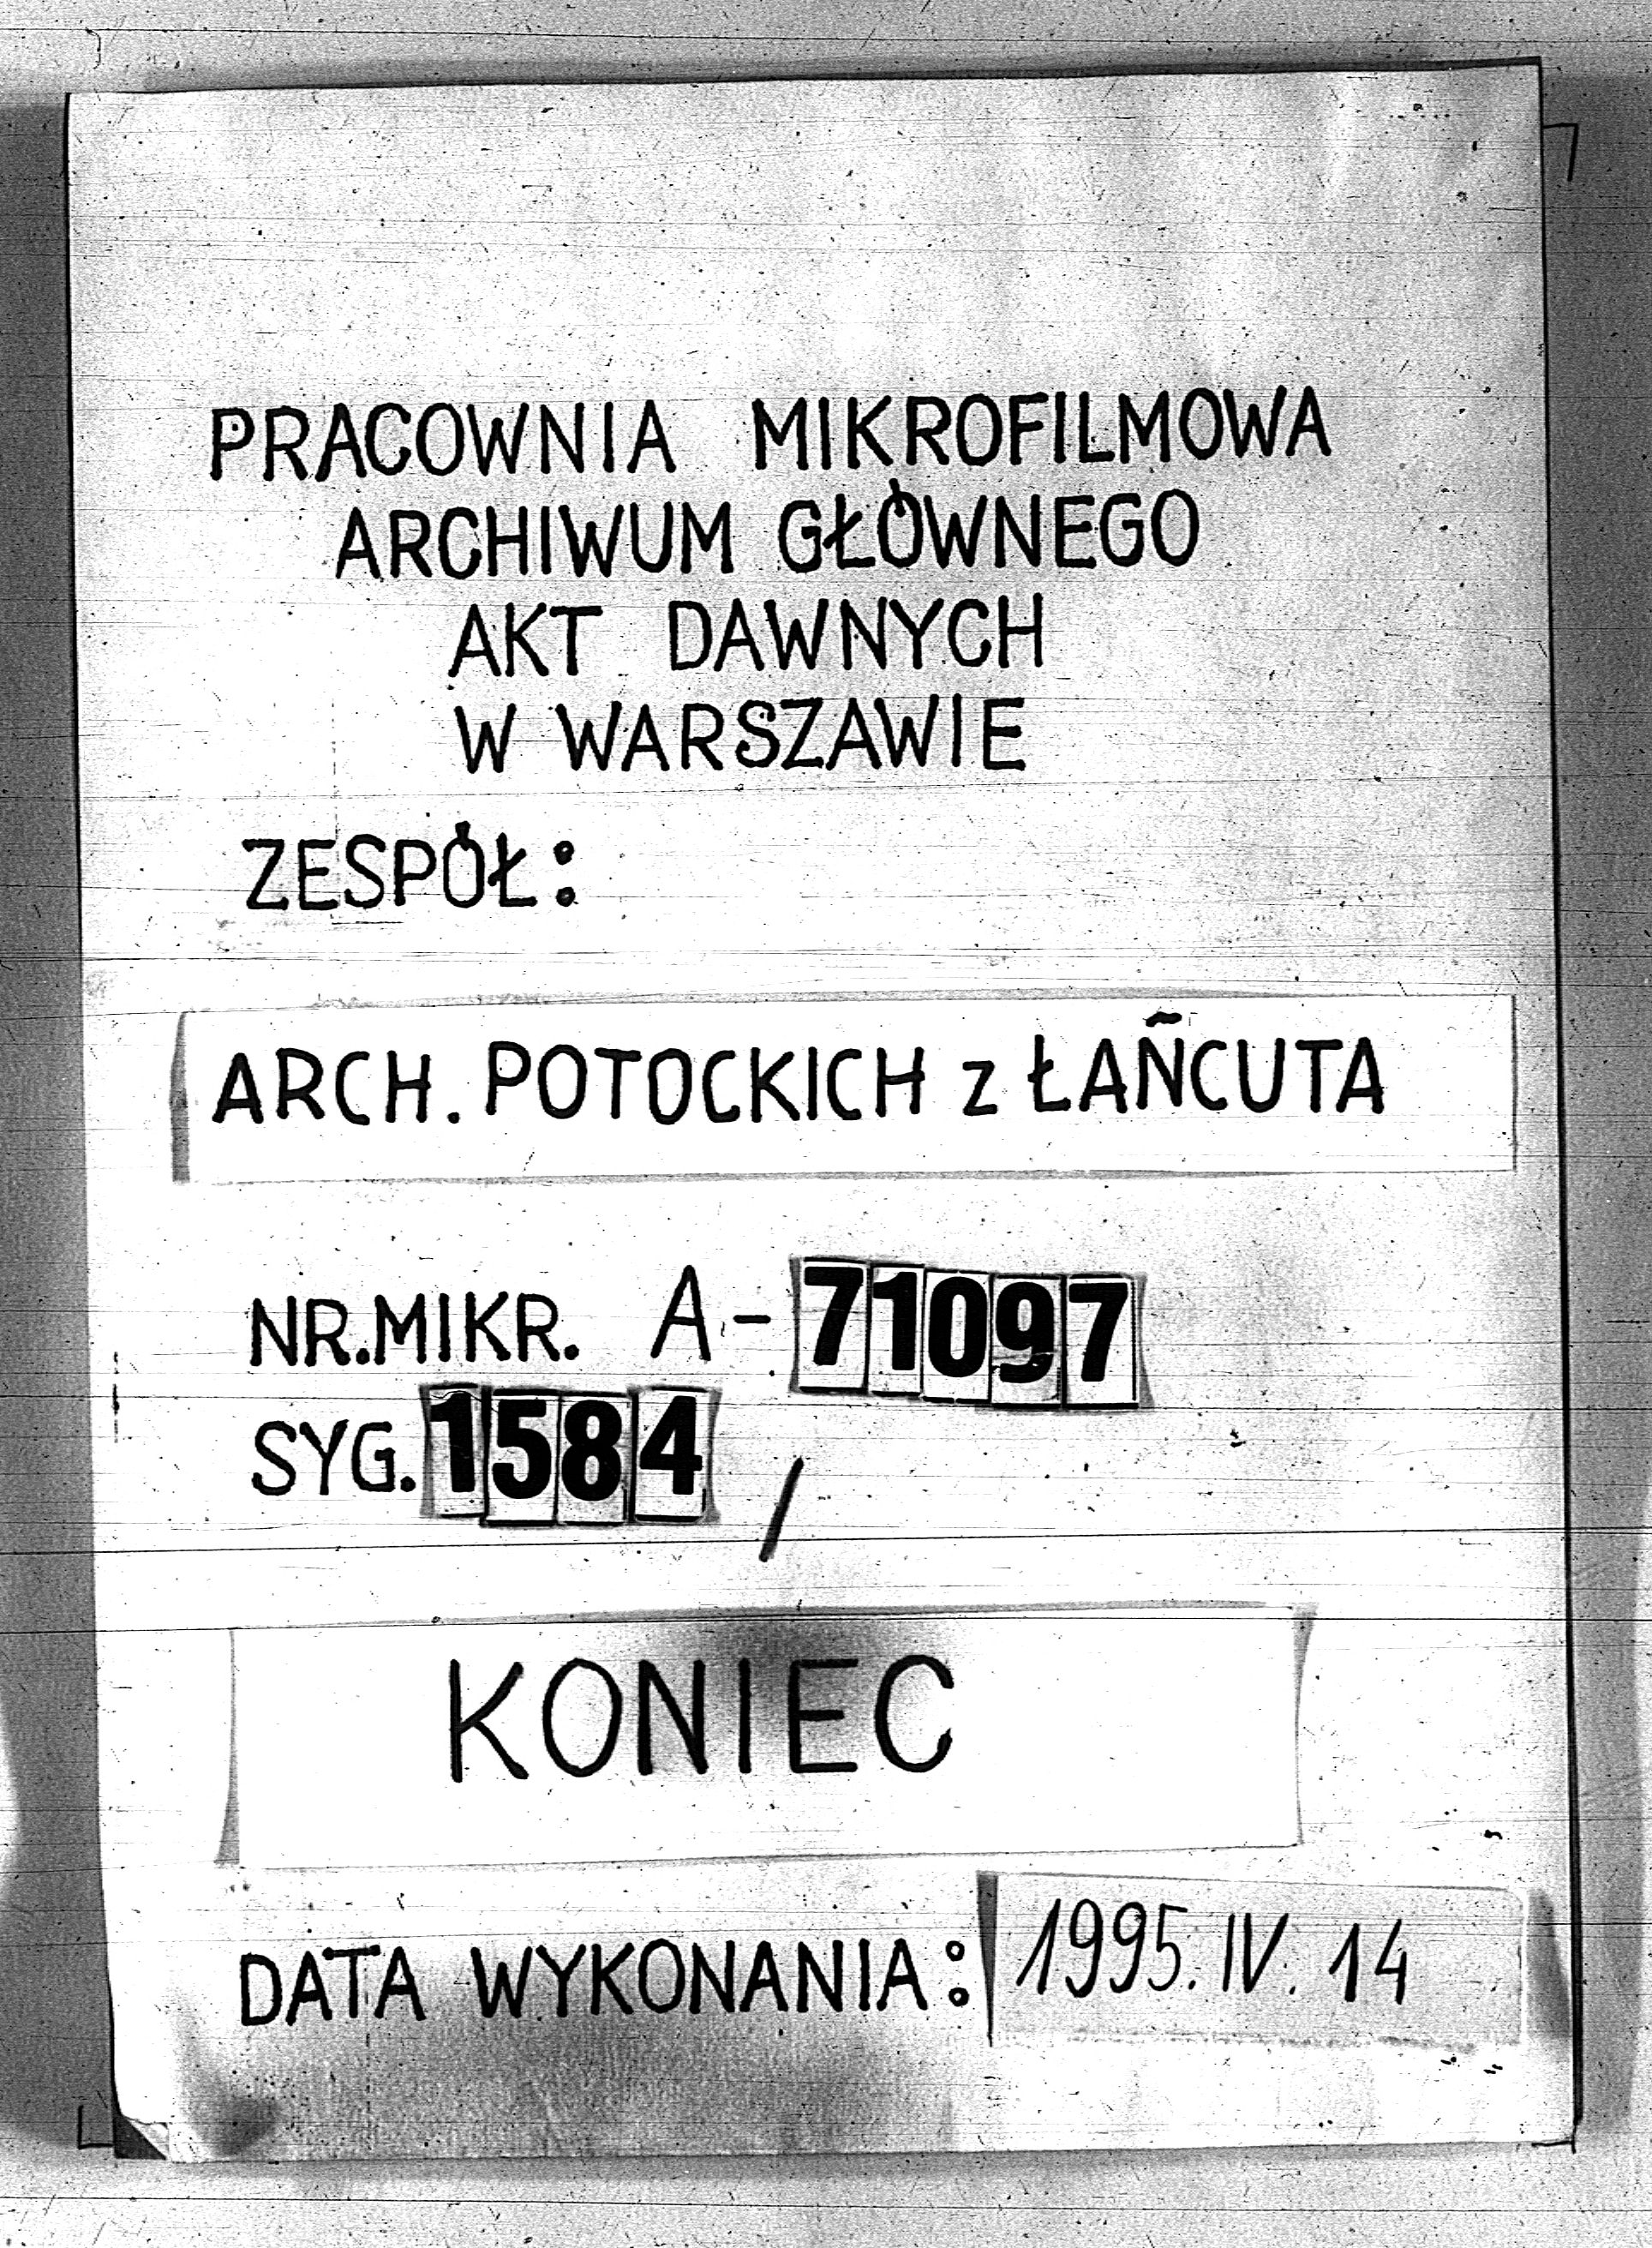 PRACOWNIA MIKROFILMOWA
ARCHIWUM GŁÓWNEGO
AKT DAWNYCH
W WARSZAWIE
ZESPÓŁ:
ARCH. POTOCKICH z ŁAŃCUTA
NR.MIKR. A-71097
SYG. 1584 /
KONIEC
DATA WYKONANIA: 1995.IV.14